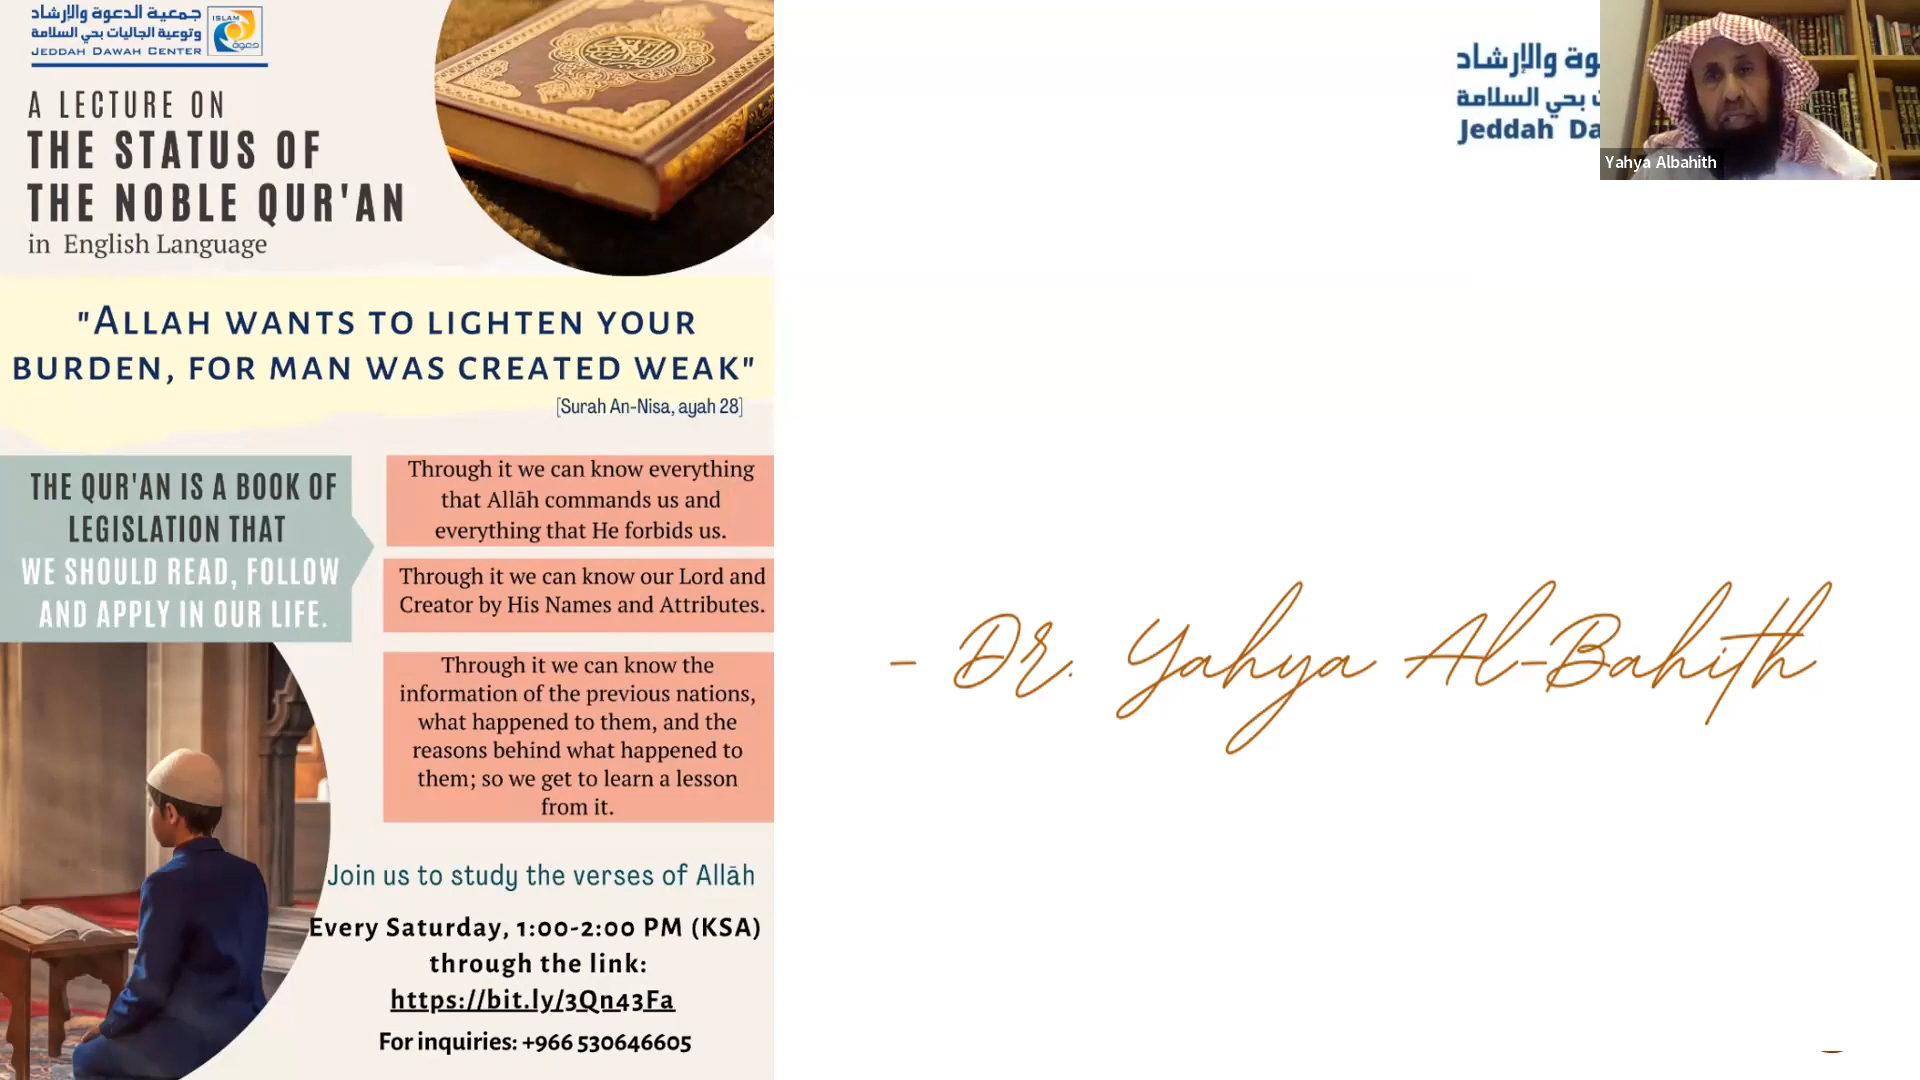 جمعية الدعوة والإرشاد
وتوعية الجاليات بحي السلامة
JEDDAH DAWAH CENTER
ISLAM
دعوة
A LECTURE ON
THE STATUS OF
THE NOBLE QUR'AN
in English Language
"ALLAH WANTS TO LIGHTEN YOUR
BURDEN, FOR MAN WAS CREATED WEAK"
[Surah An-Nisa, ayah 28]
THE QUR'AN IS A BOOK OF
LEGISLATION THAT
WE SHOULD READ, FOLLOW
AND APPLY IN OUR LIFE.
Through it we can know everything
that Allāh commands us and
everything that He forbids us.
Through it we can know our Lord and
Creator by His Names and Attributes.
Through it we can know the
information of the previous nations,
what happened to them, and the
reasons behind what happened to
them; so we get to learn a lesson
from it.
Join us to study the verses of Allāh
Every Saturday, 1:00-2:00 PM (KSA)
through the link:
https://bit.ly/3Qn43Fa
For inquiries: +966 530646605
والإرشاد
بحي السلامة
Jeddah Da
Yahya Albahith
- Dr. Yahya Al-Bahith